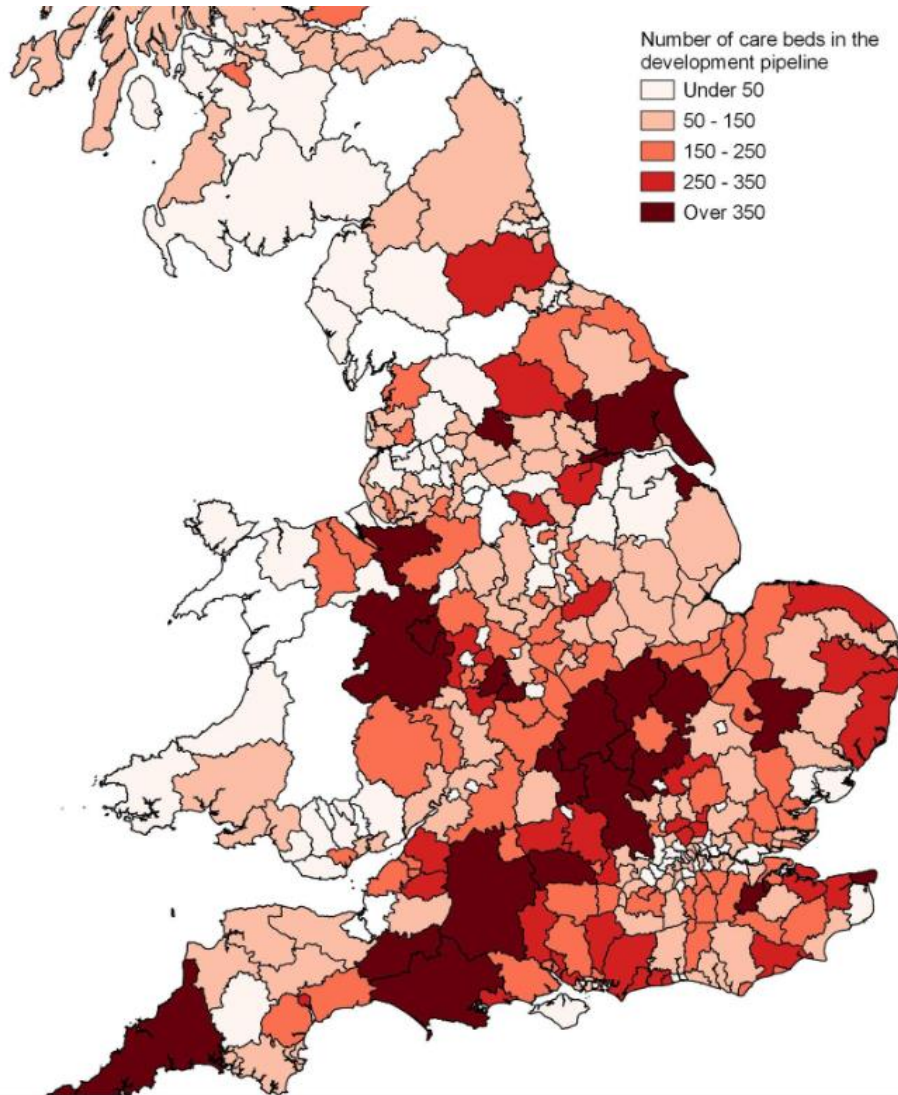 Number of care beds in the
development pipeline
Under 50
50 - 150
150 - 250
250 - 350
Over 350